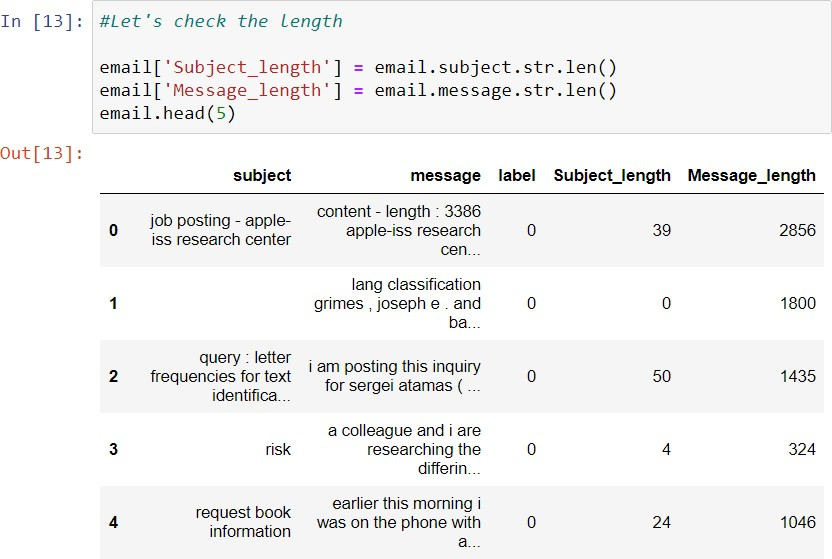 In [13]: #Let's check the length
email['Subject_length'] = email.subject.str.len()
email['Message_length'] = email.message.str.len()
email.head(5)
Out[13]:
subject message label Subject_length Message_length
0 job posting - apple-iss research center content - length : 3386 apple-iss research cen... 0 39 2856
1 lang classification grimes , joseph e . and ba... 0 0 1800
2 query : letter frequencies for text identifica... i am posting this inquiry for sergei atamas ( ... 0 50 1435
3 risk a colleague and i are researching the differin... 0 4 324
4 request book information earlier this morning i was on the phone with a... 0 24 1046